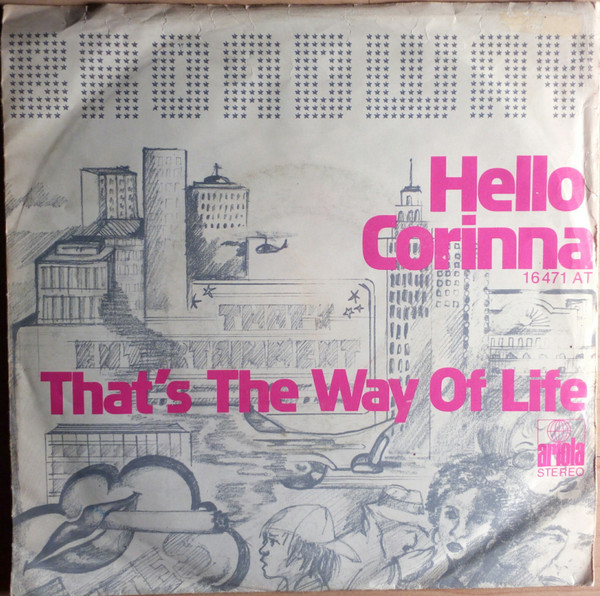 BROADWAY
Hello
Corinna
16 471 AT
That's The Way Of Life
ariola
STEREO